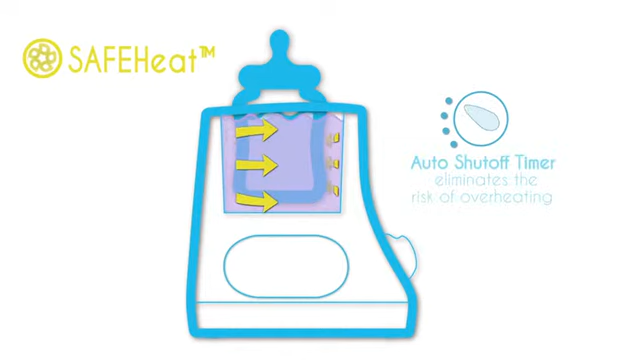 SAFEHeat™
Auto Shutoff Timer
eliminates the
risk of overheating